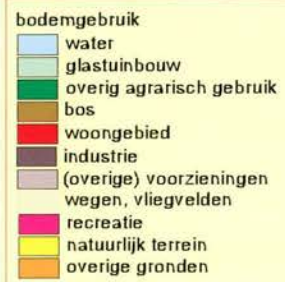 bodemgebruik
water
glastuinbouw
overig agrarisch gebruik
bos
woongebied
industrie
(overige) voorzieningen
wegen, vliegvelden
recreatie
natuurlijk terrein
overige gronden